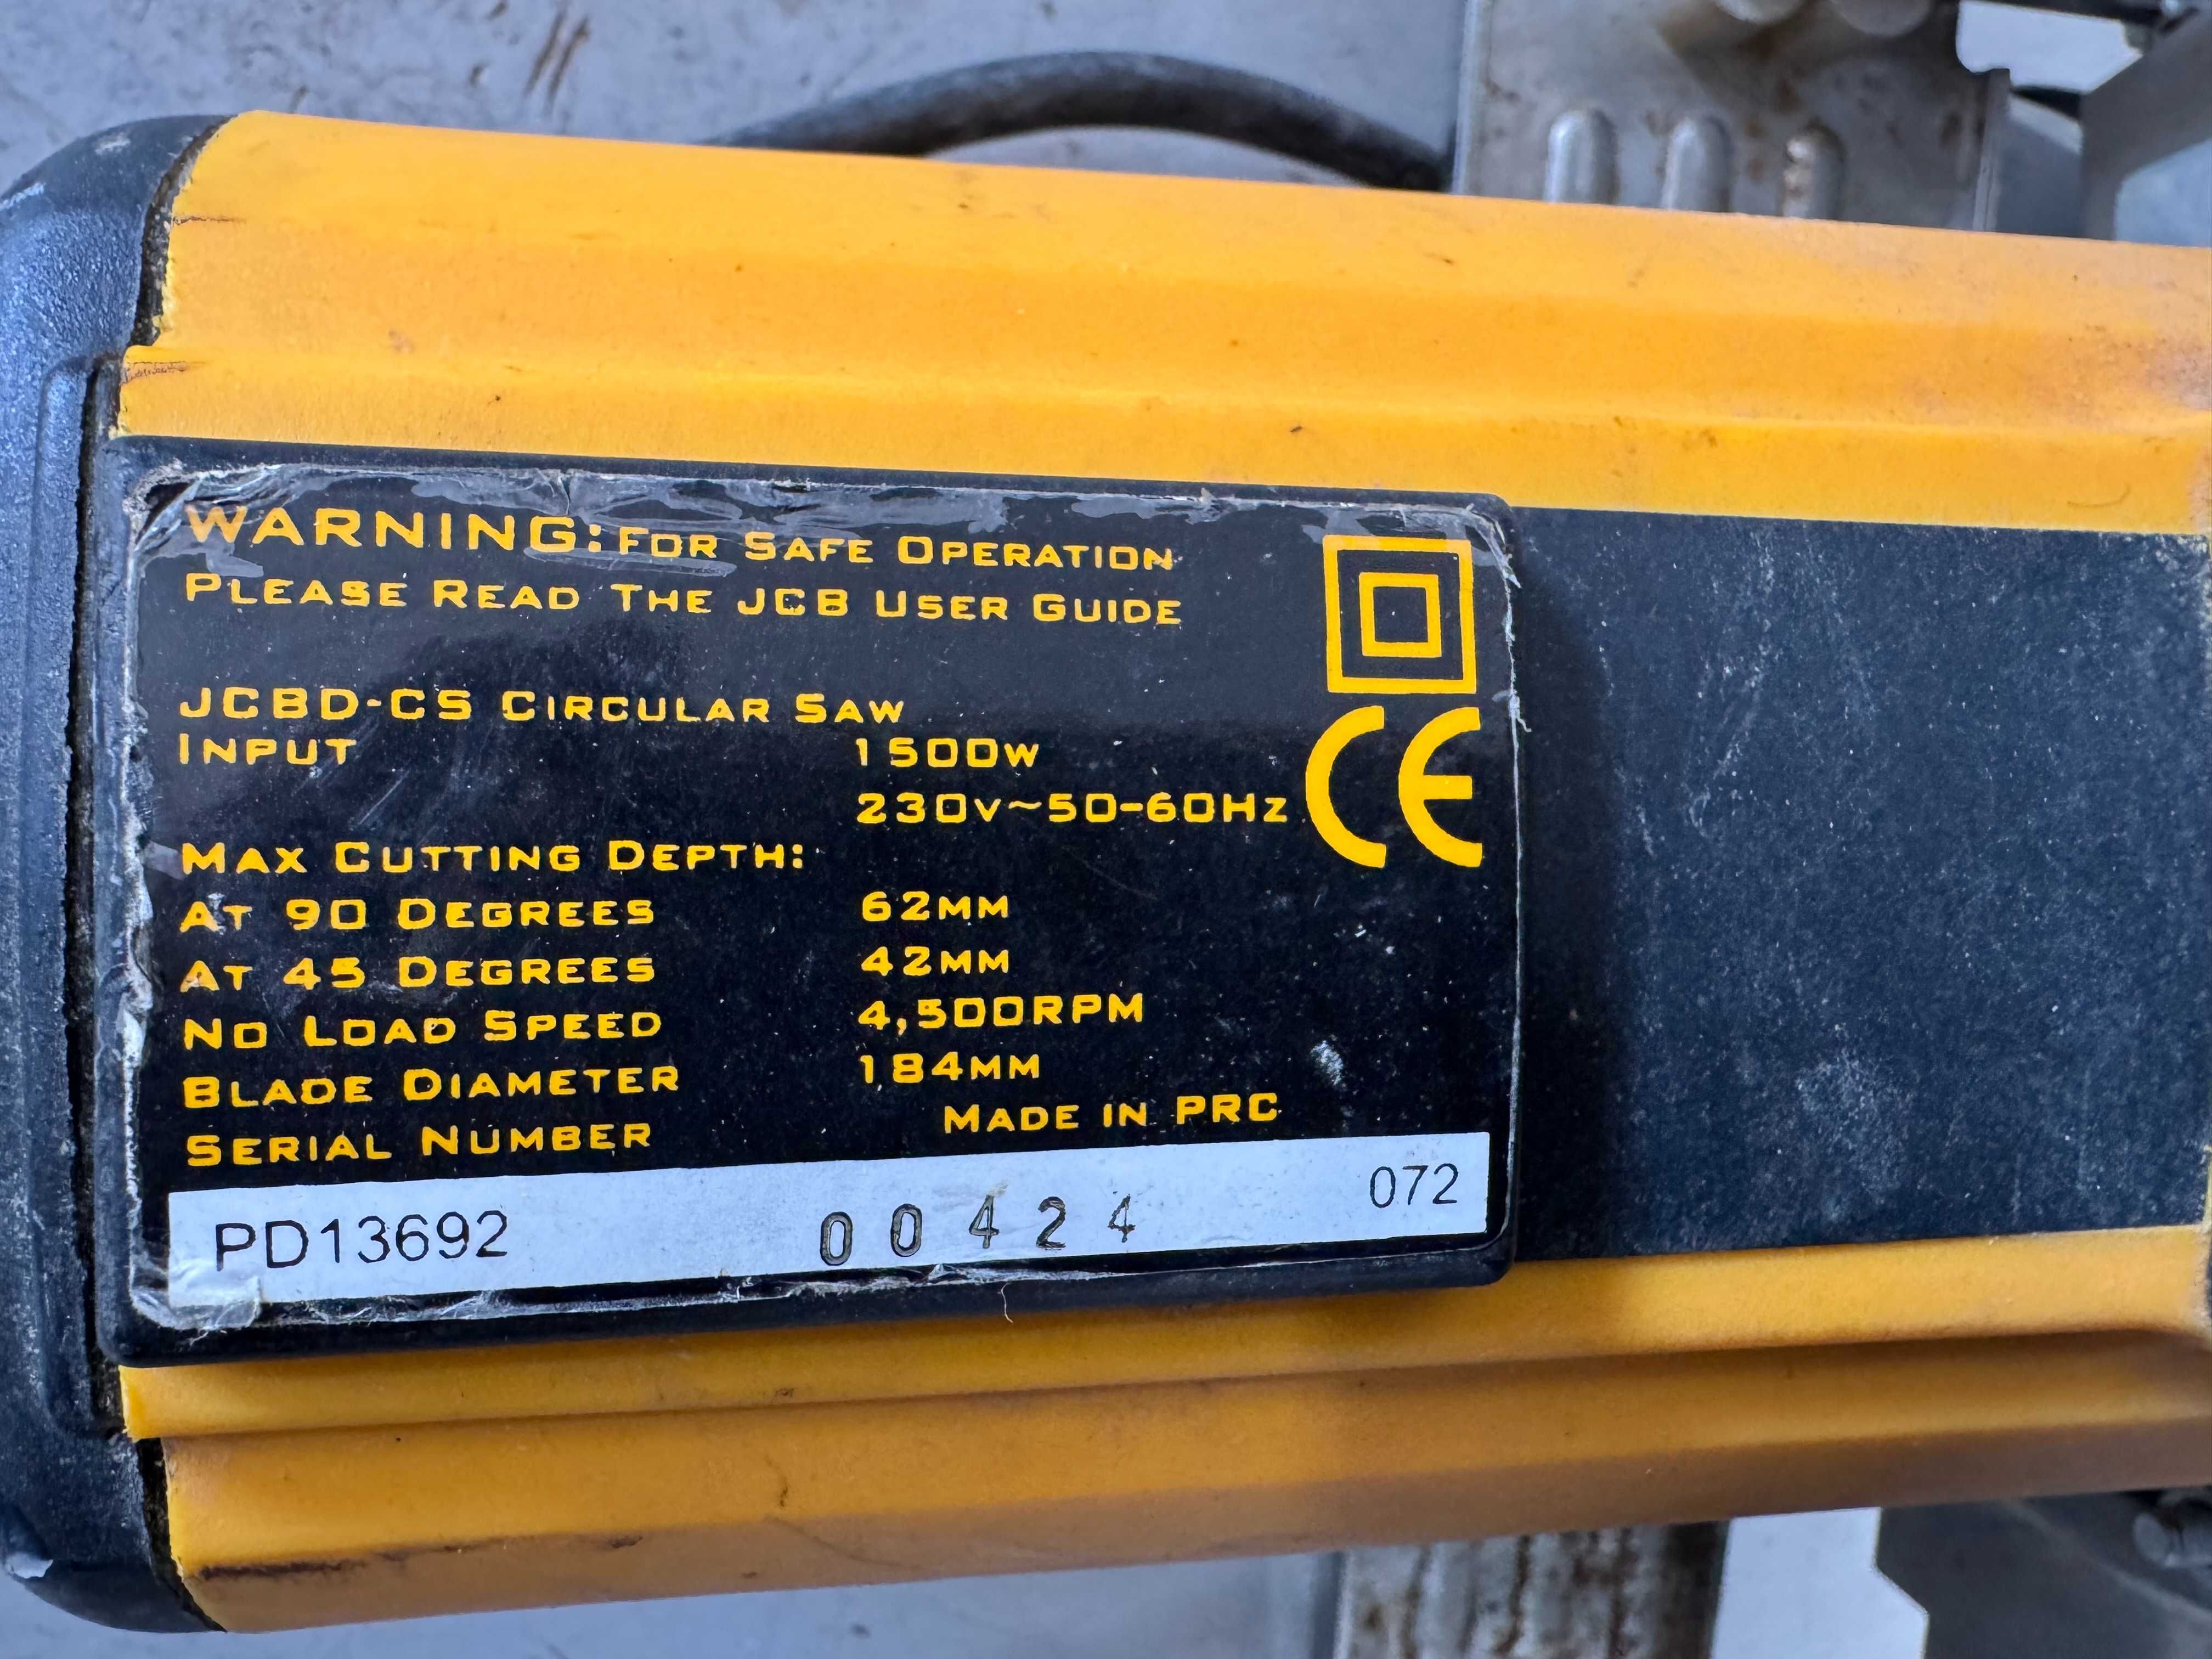 WARNING: FOR SAFE OPERATION
PLEASE READ THE JCB USER GUIDE
JCBD-CS CIRCULAR SAW
INPUT 1500W
230V~50-60HZ
CE
MAX CUTTING DEPTH:
AT 90 DEGREES 62MM
AT 45 DEGREES 42MM
NO LOAD SPEED 4,500RPM
BLADE DIAMETER 184MM
SERIAL NUMBER MADE IN PRC
PD13692 00424 072